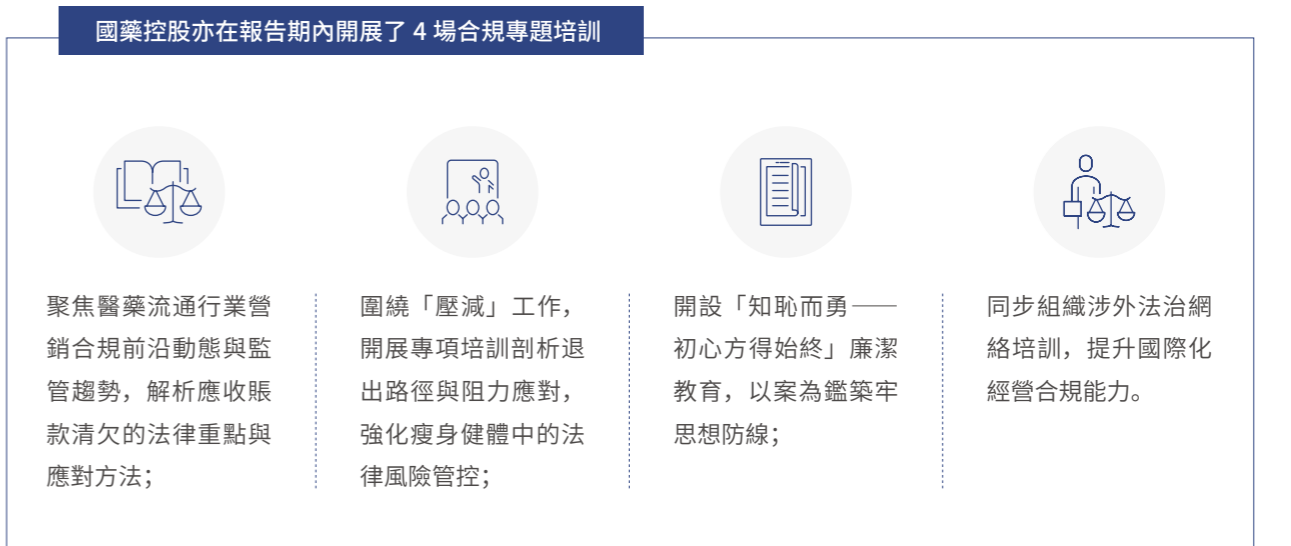 國藥控股亦在報告期內開展了 4 場合規專題培訓
聚焦醫藥流通行業營
銷合規前沿動態與監
管趨勢，解析應收賬
款清欠的法律重點與
應對方法；
圍繞「壓減」工作，
開展專項培訓剖析退
出路徑與阻力應對，
強化瘦身健體中的法
律風險管控；
開設「知恥而勇——
初心方得始終」廉潔
教育，以案為鑑築牢
思想防線；
同步組織涉外法治網
絡培訓，提升國際化
經營合規能力。